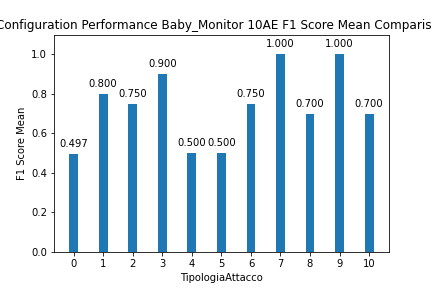 Configuration Performance Baby_Monitor 10AE F1 Score Mean Comparis
1.000 1.000
0.900
0.800
0.750 0.750
0.700 0.700
0.497 0.500 0.500
F1 Score Mean
1.0
0.8
0.6
0.4
0.2
0.0
0 1 2 3 4 5 6 7 8 9 10
TipologiaAttacco